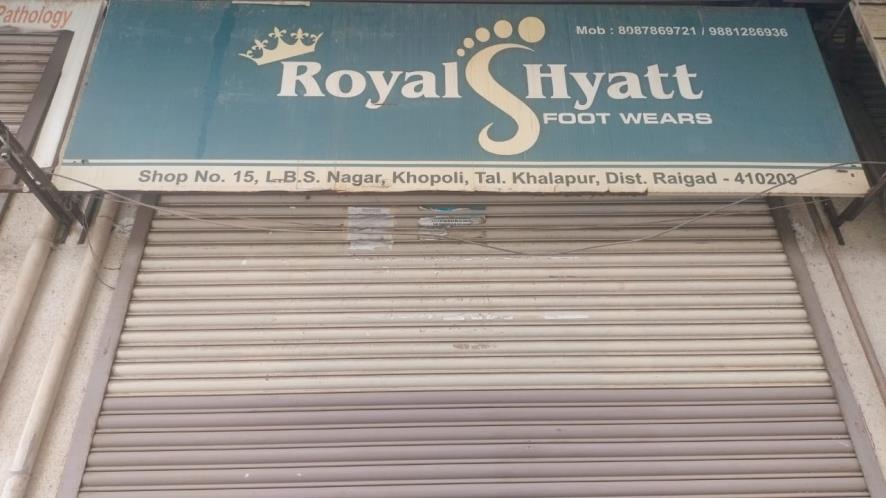 Pathology
Mob : 8087869721 / 9881286936
Royal Hyatt
FOOT WEARS
Shop No. 15, L.B.S. Nagar, Khopoli, Tal. Khalapur, Dist. Raigad - 410203